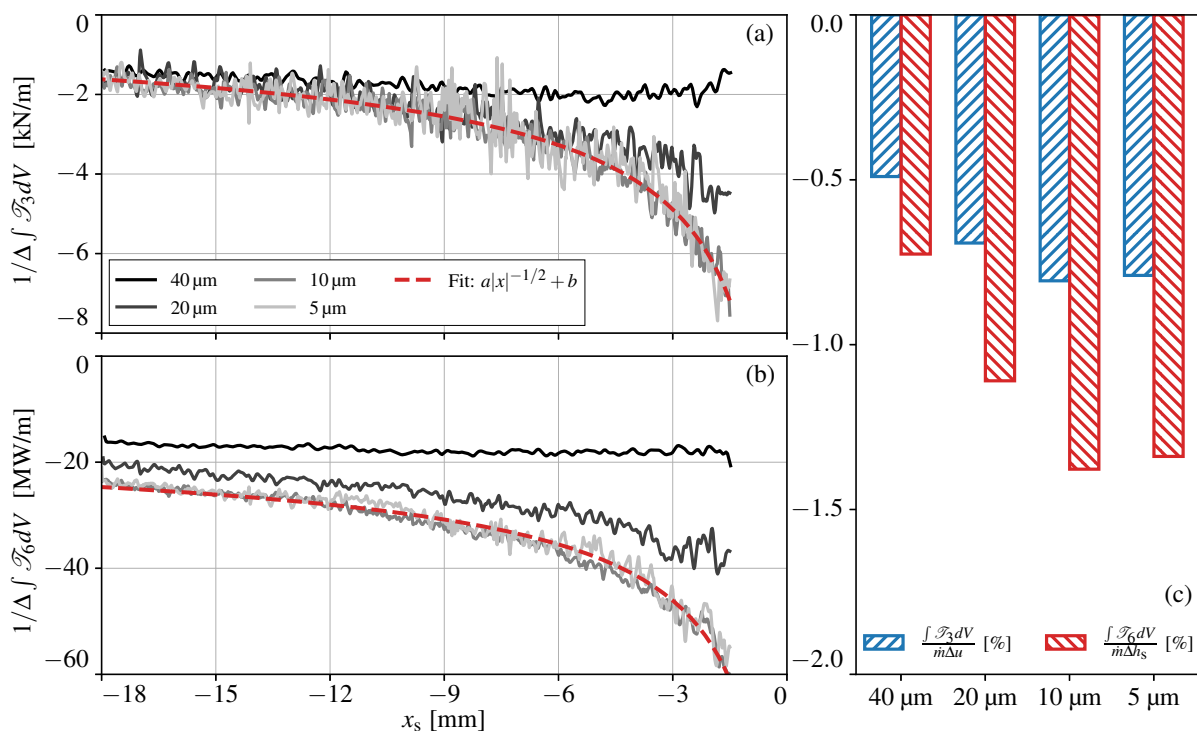 0
−2
−4
−6
−8
1/Δ ∫ 𝒯₃dV [kN/m]
(a)
40 μm
20 μm
10 μm
5 μm
Fit: a|x|⁻¹/² + b
0
−20
−40
−60
1/Δ ∫ 𝒯₆dV [MW/m]
(b)
−18 −15 −12 −9 −6 −3 0
xₛ [mm]
0.0
−0.5
−1.0
−1.5
−2.0
(c)
∫ 𝒯₃dV / ṁΔu [%]
∫ 𝒯₆dV / ṁΔhₛ [%]
40 μm 20 μm 10 μm 5 μm